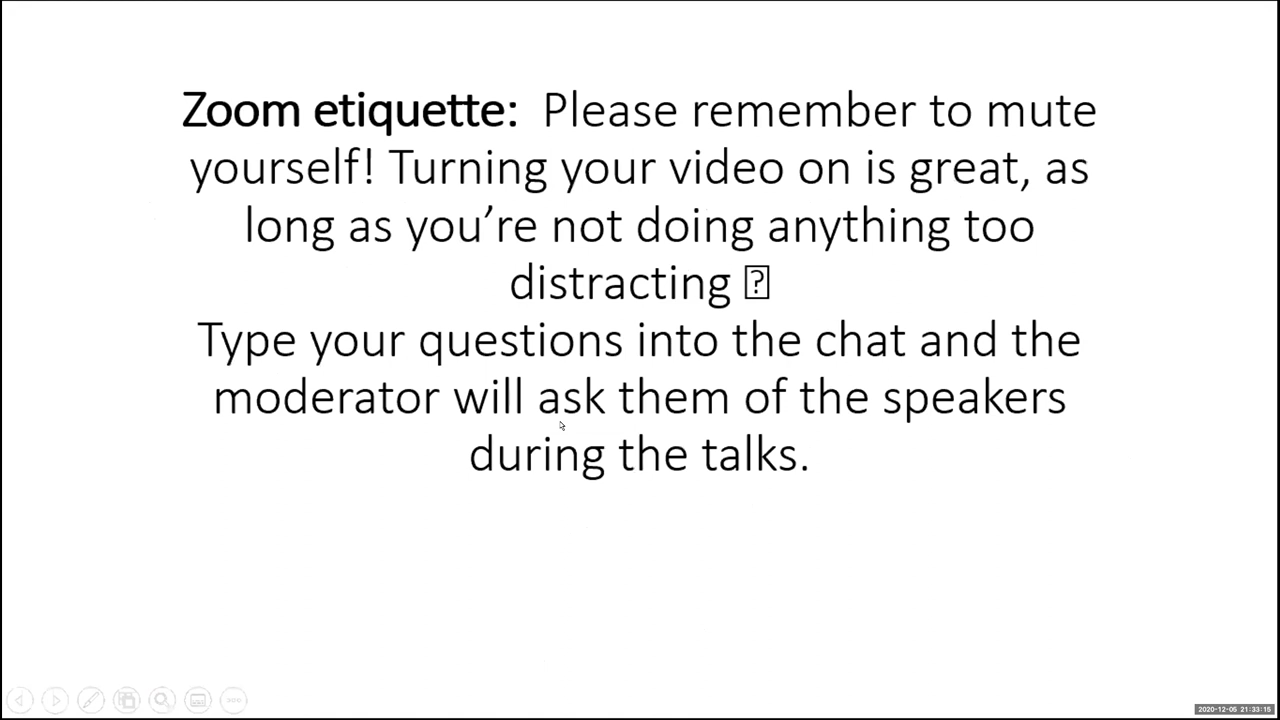 Zoom etiquette: Please remember to mute
yourself! Turning your video on is great, as
long as you’re not doing anything too
distracting 
Type your questions into the chat and the
moderator will ask them of the speakers
during the talks.
2020-12-05 21:33:15